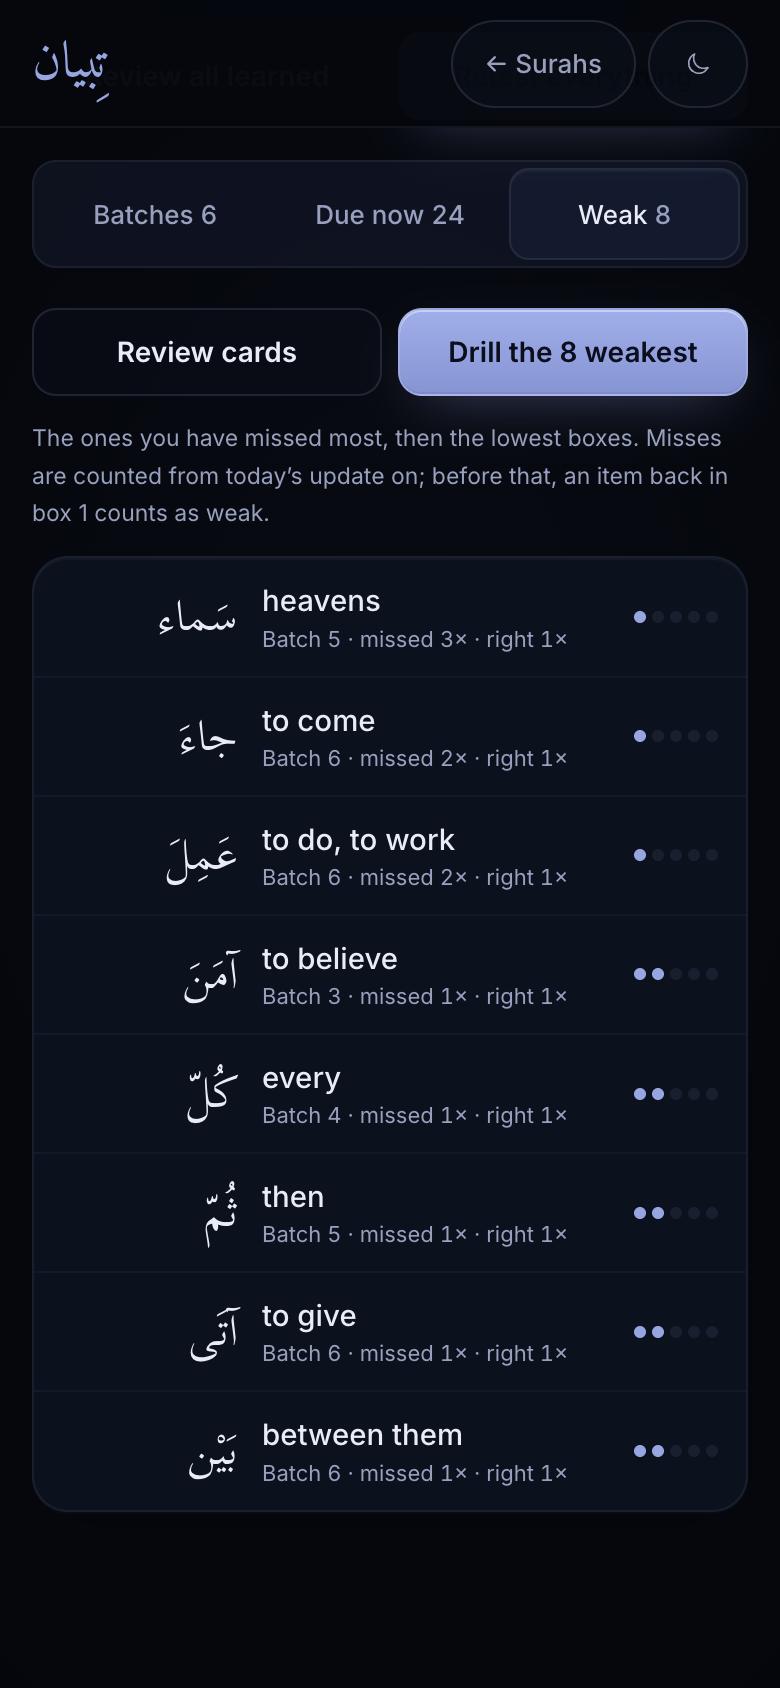 تِبيان
eview all learned
← Surahs
Batches 6
Due now 24
Weak 8
Review cards
Drill the 8 weakest
The ones you have missed most, then the lowest boxes. Misses
are counted from today’s update on; before that, an item back in
box 1 counts as weak.
سَماء
heavens
Batch 5 · missed 3× · right 1×
جاءَ
to come
Batch 6 · missed 2× · right 1×
عَمِلَ
to do, to work
Batch 6 · missed 2× · right 1×
آمَنَ
to believe
Batch 3 · missed 1× · right 1×
كُلّ
every
Batch 4 · missed 1× · right 1×
ثُمّ
then
Batch 5 · missed 1× · right 1×
آتَى
to give
Batch 6 · missed 1× · right 1×
بَيْن
between them
Batch 6 · missed 1× · right 1×